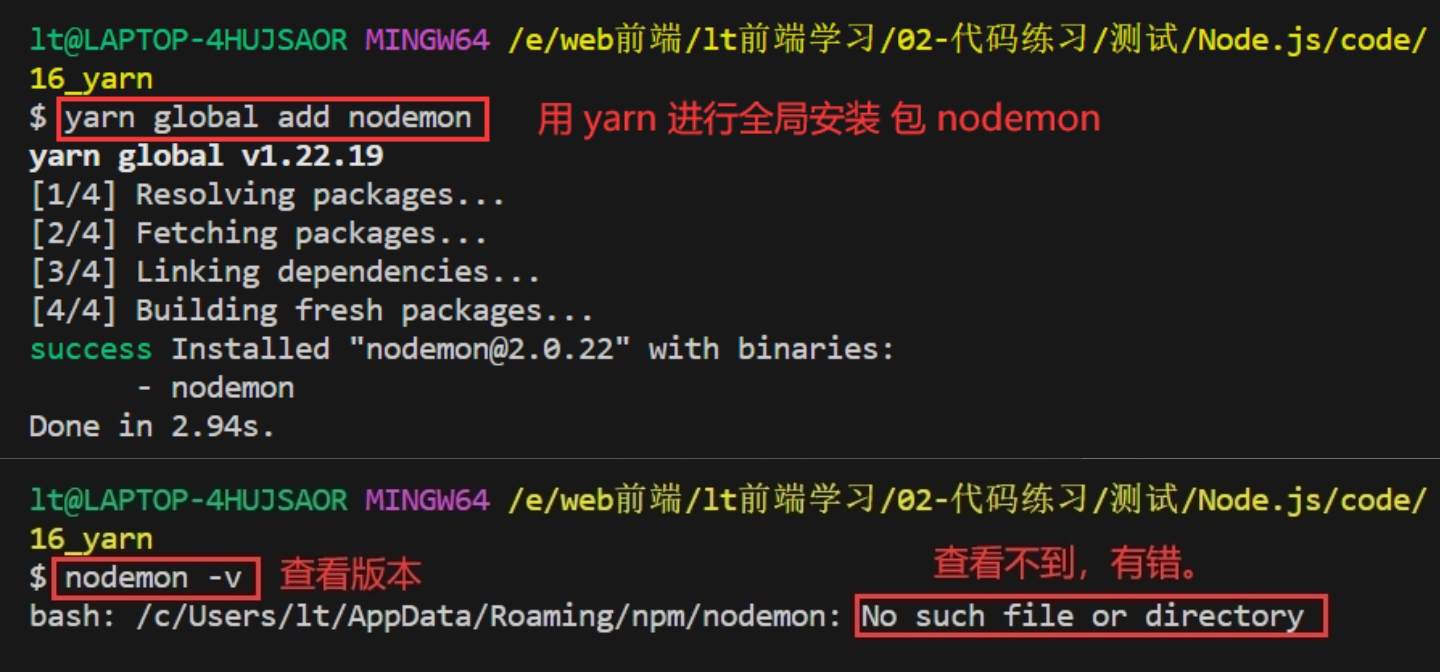 lt@LAPTOP-4HUJSAOR MINGW64 /e/web前端/lt前端学习/02-代码练习/测试/Node.js/code/
16_yarn
$ yarn global add nodemon 用 yarn 进行全局安装 包 nodemon
yarn global v1.22.19
[1/4] Resolving packages...
[2/4] Fetching packages...
[3/4] Linking dependencies...
[4/4] Building fresh packages...
success Installed "nodemon@2.0.22" with binaries:
- nodemon
Done in 2.94s.
lt@LAPTOP-4HUJSAOR MINGW64 /e/web前端/lt前端学习/02-代码练习/测试/Node.js/code/
16_yarn
$ nodemon -v 查看版本 查看不到，有错。
bash: /c/Users/lt/AppData/Roaming/npm/nodemon: No such file or directory